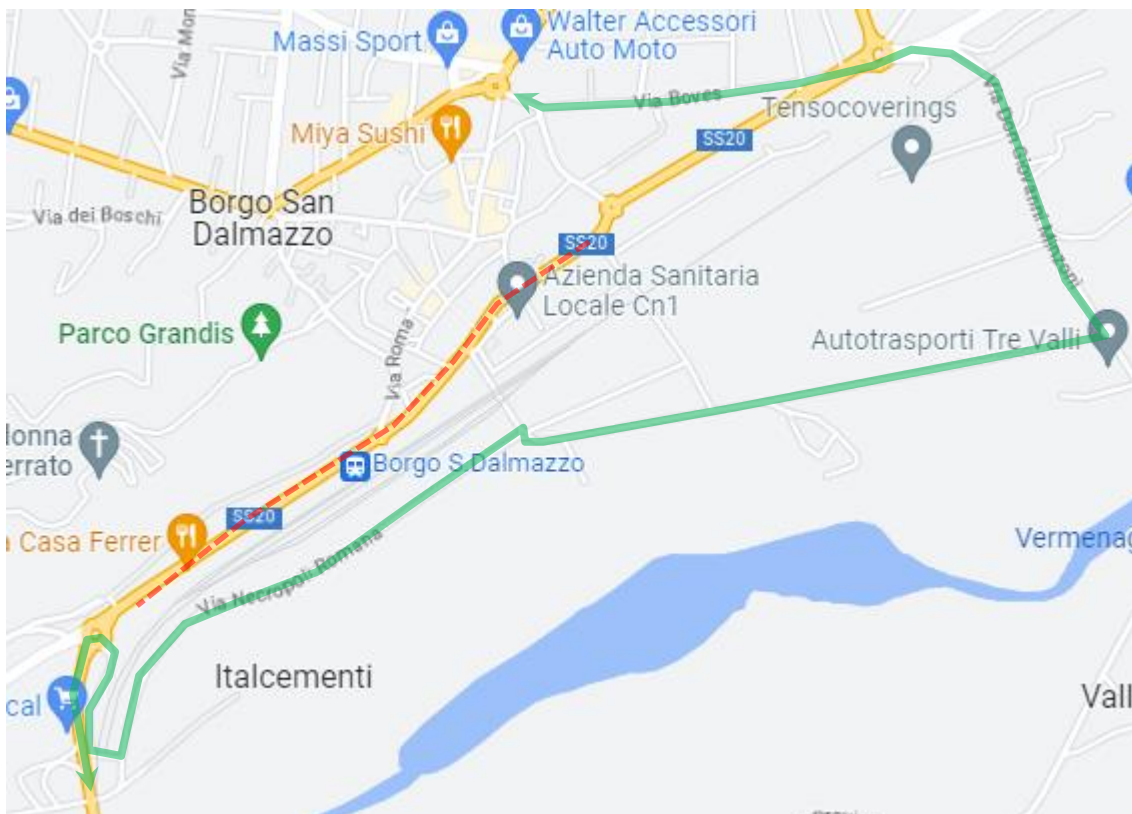 Via Mon
Massi Sport
Walter Accessori
Auto Moto
Via Boves
Tensocoverings
Miya Sushi
SS20
Via Don Giovanni Minzoni
Via dei Boschi
Borgo San
Dalmazzo
SS20
Azienda Sanitaria
Locale Cn1
Parco Grandis
Via Roma
Autotrasporti Tre Valli
donna
errato
Borgo S.Dalmazzo
SS20
a Casa Ferrer
Via Necropoli Romana
Vermenag
Italcementi
cal
Vall